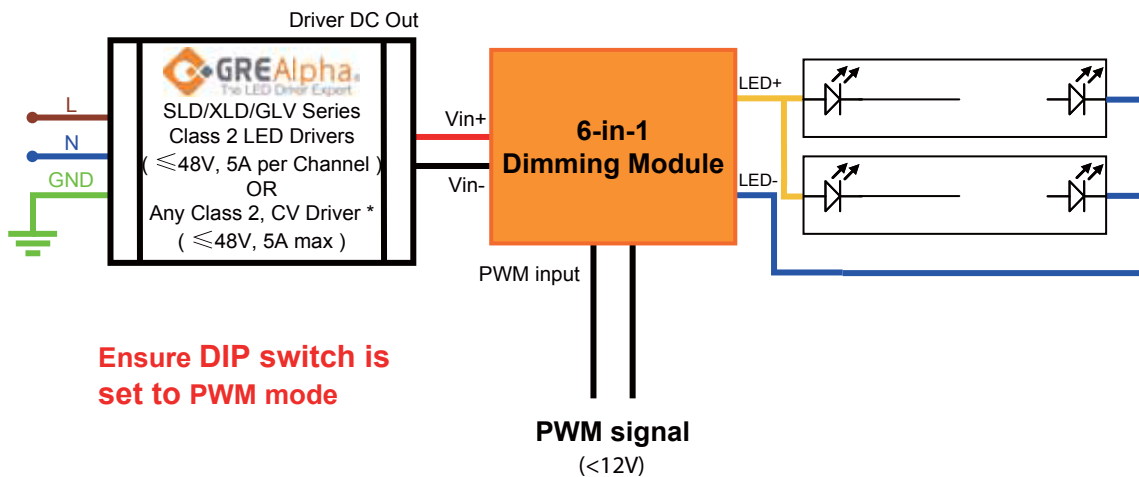 Driver DC Out
GREAlpha®
The LED Driver Expert
SLD/XLD/GLV Series
Class 2 LED Drivers
( ≤48V, 5A per Channel )
OR
Any Class 2, CV Driver *
( ≤48V, 5A max )
L
N
GND
Vin+
Vin-
6-in-1
Dimming Module
LED+
LED-
PWM input
Ensure DIP switch is
set to PWM mode
PWM signal
(<12V)